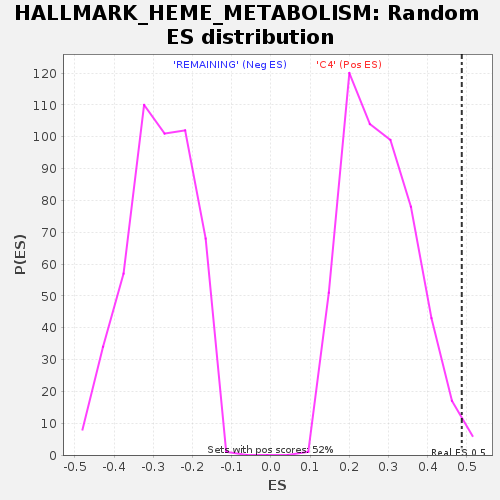 HALLMARK_HEME_METABOLISM: Random
ES distribution
'REMAINING' (Neg ES) 'C4' (Pos ES)
120
110
100
90
80
70
60
50
40
30
20
10
0
P(ES)
Sets with pos scores: 52%
Real ES 0.5
-0.5 -0.4 -0.3 -0.2 -0.1 0.0 0.1 0.2 0.3 0.4 0.5
ES